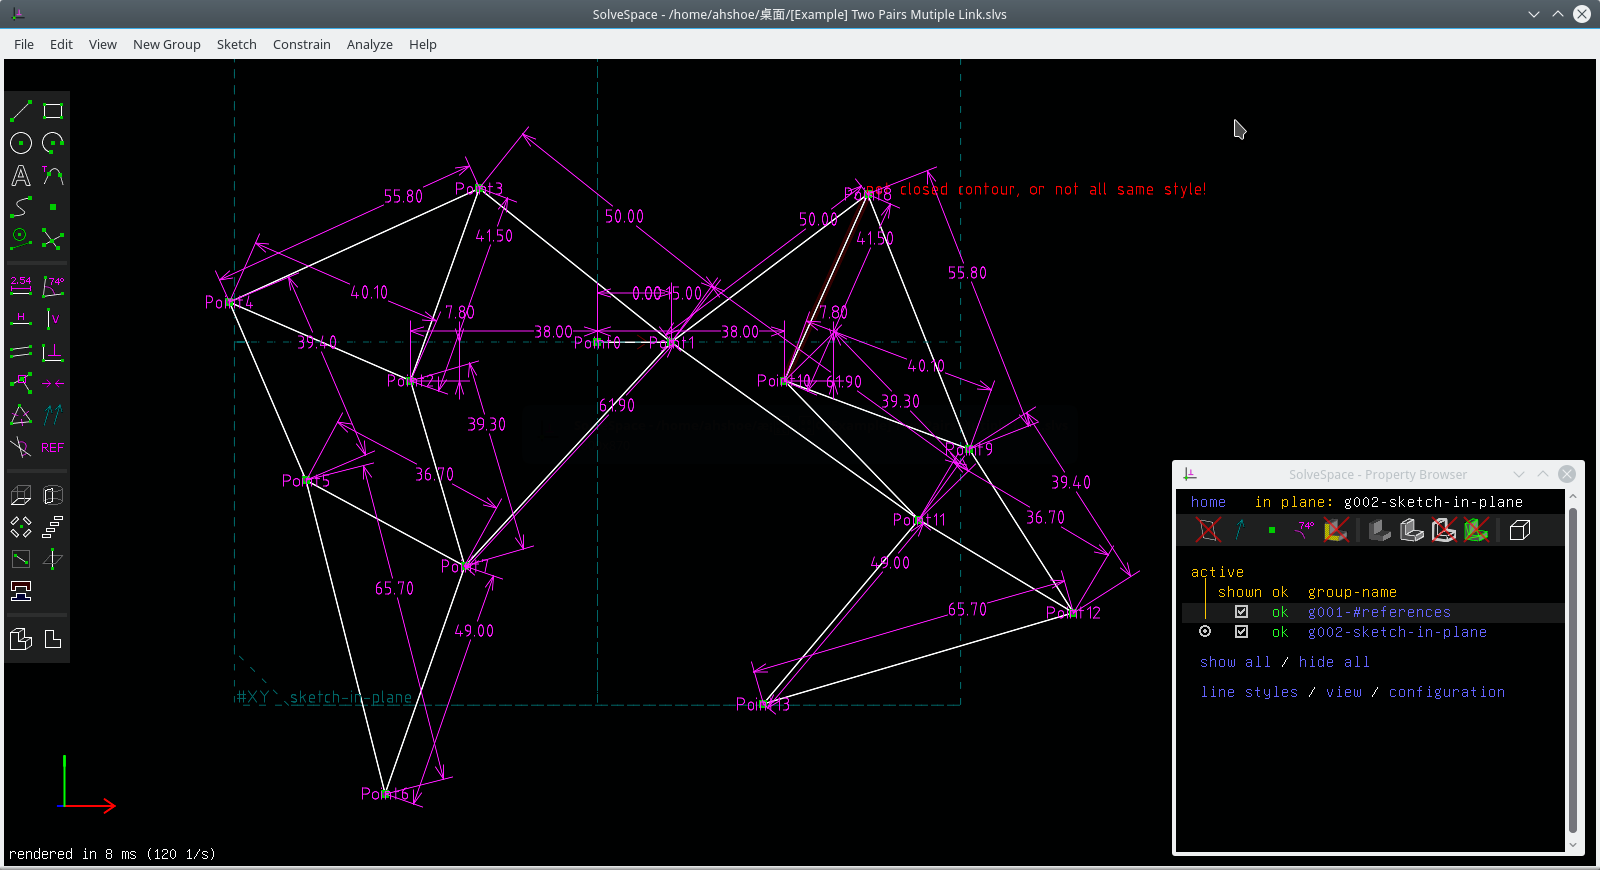 SolveSpace - /home/ahshoe/桌面/[Example] Two Pairs Mutiple Link.slvs
File Edit View New Group Sketch Constrain Analyze Help
55.80
Point3
50.00
41.50
Point8
closed contour, or not all same style!
50.00
41.50
55.80
Point4
40.10
7.80
0.00
15.00
7.80
38.00
38.00
39.40
Point0
Point1
Point2
Point10
61.90
40.10
39.30
61.90
39.30
Point9
Point5
36.70
39.40
36.70
Point11
Point7
49.00
65.70
65.70
Point12
49.00
#XY
sketch-in-plane
Point13
Point6
2.54
74°
H
V
REF
A
T
SolveSpace - Property Browser
home in plane: g002-sketch-in-plane
74°
active
shown ok group-name
ok g001-#references
ok g002-sketch-in-plane
show all / hide all
line styles / view / configuration
rendered in 8 ms (120 1/s)